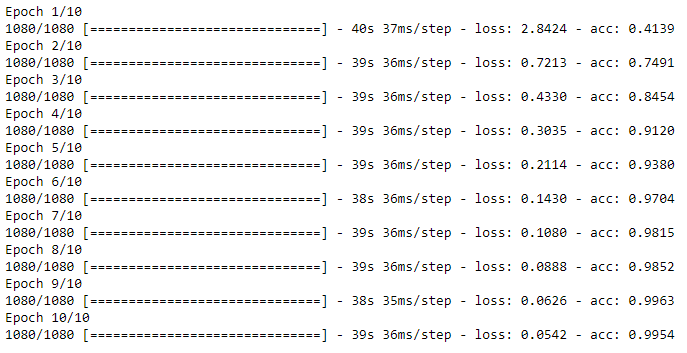 Epoch 1/10
1080/1080 [==============================] - 40s 37ms/step - loss: 2.8424 - acc: 0.4139
Epoch 2/10
1080/1080 [==============================] - 39s 36ms/step - loss: 0.7213 - acc: 0.7491
Epoch 3/10
1080/1080 [==============================] - 39s 36ms/step - loss: 0.4330 - acc: 0.8454
Epoch 4/10
1080/1080 [==============================] - 39s 36ms/step - loss: 0.3035 - acc: 0.9120
Epoch 5/10
1080/1080 [==============================] - 39s 36ms/step - loss: 0.2114 - acc: 0.9380
Epoch 6/10
1080/1080 [==============================] - 38s 36ms/step - loss: 0.1430 - acc: 0.9704
Epoch 7/10
1080/1080 [==============================] - 39s 36ms/step - loss: 0.1080 - acc: 0.9815
Epoch 8/10
1080/1080 [==============================] - 39s 36ms/step - loss: 0.0888 - acc: 0.9852
Epoch 9/10
1080/1080 [==============================] - 38s 35ms/step - loss: 0.0626 - acc: 0.9963
Epoch 10/10
1080/1080 [==============================] - 39s 36ms/step - loss: 0.0542 - acc: 0.9954